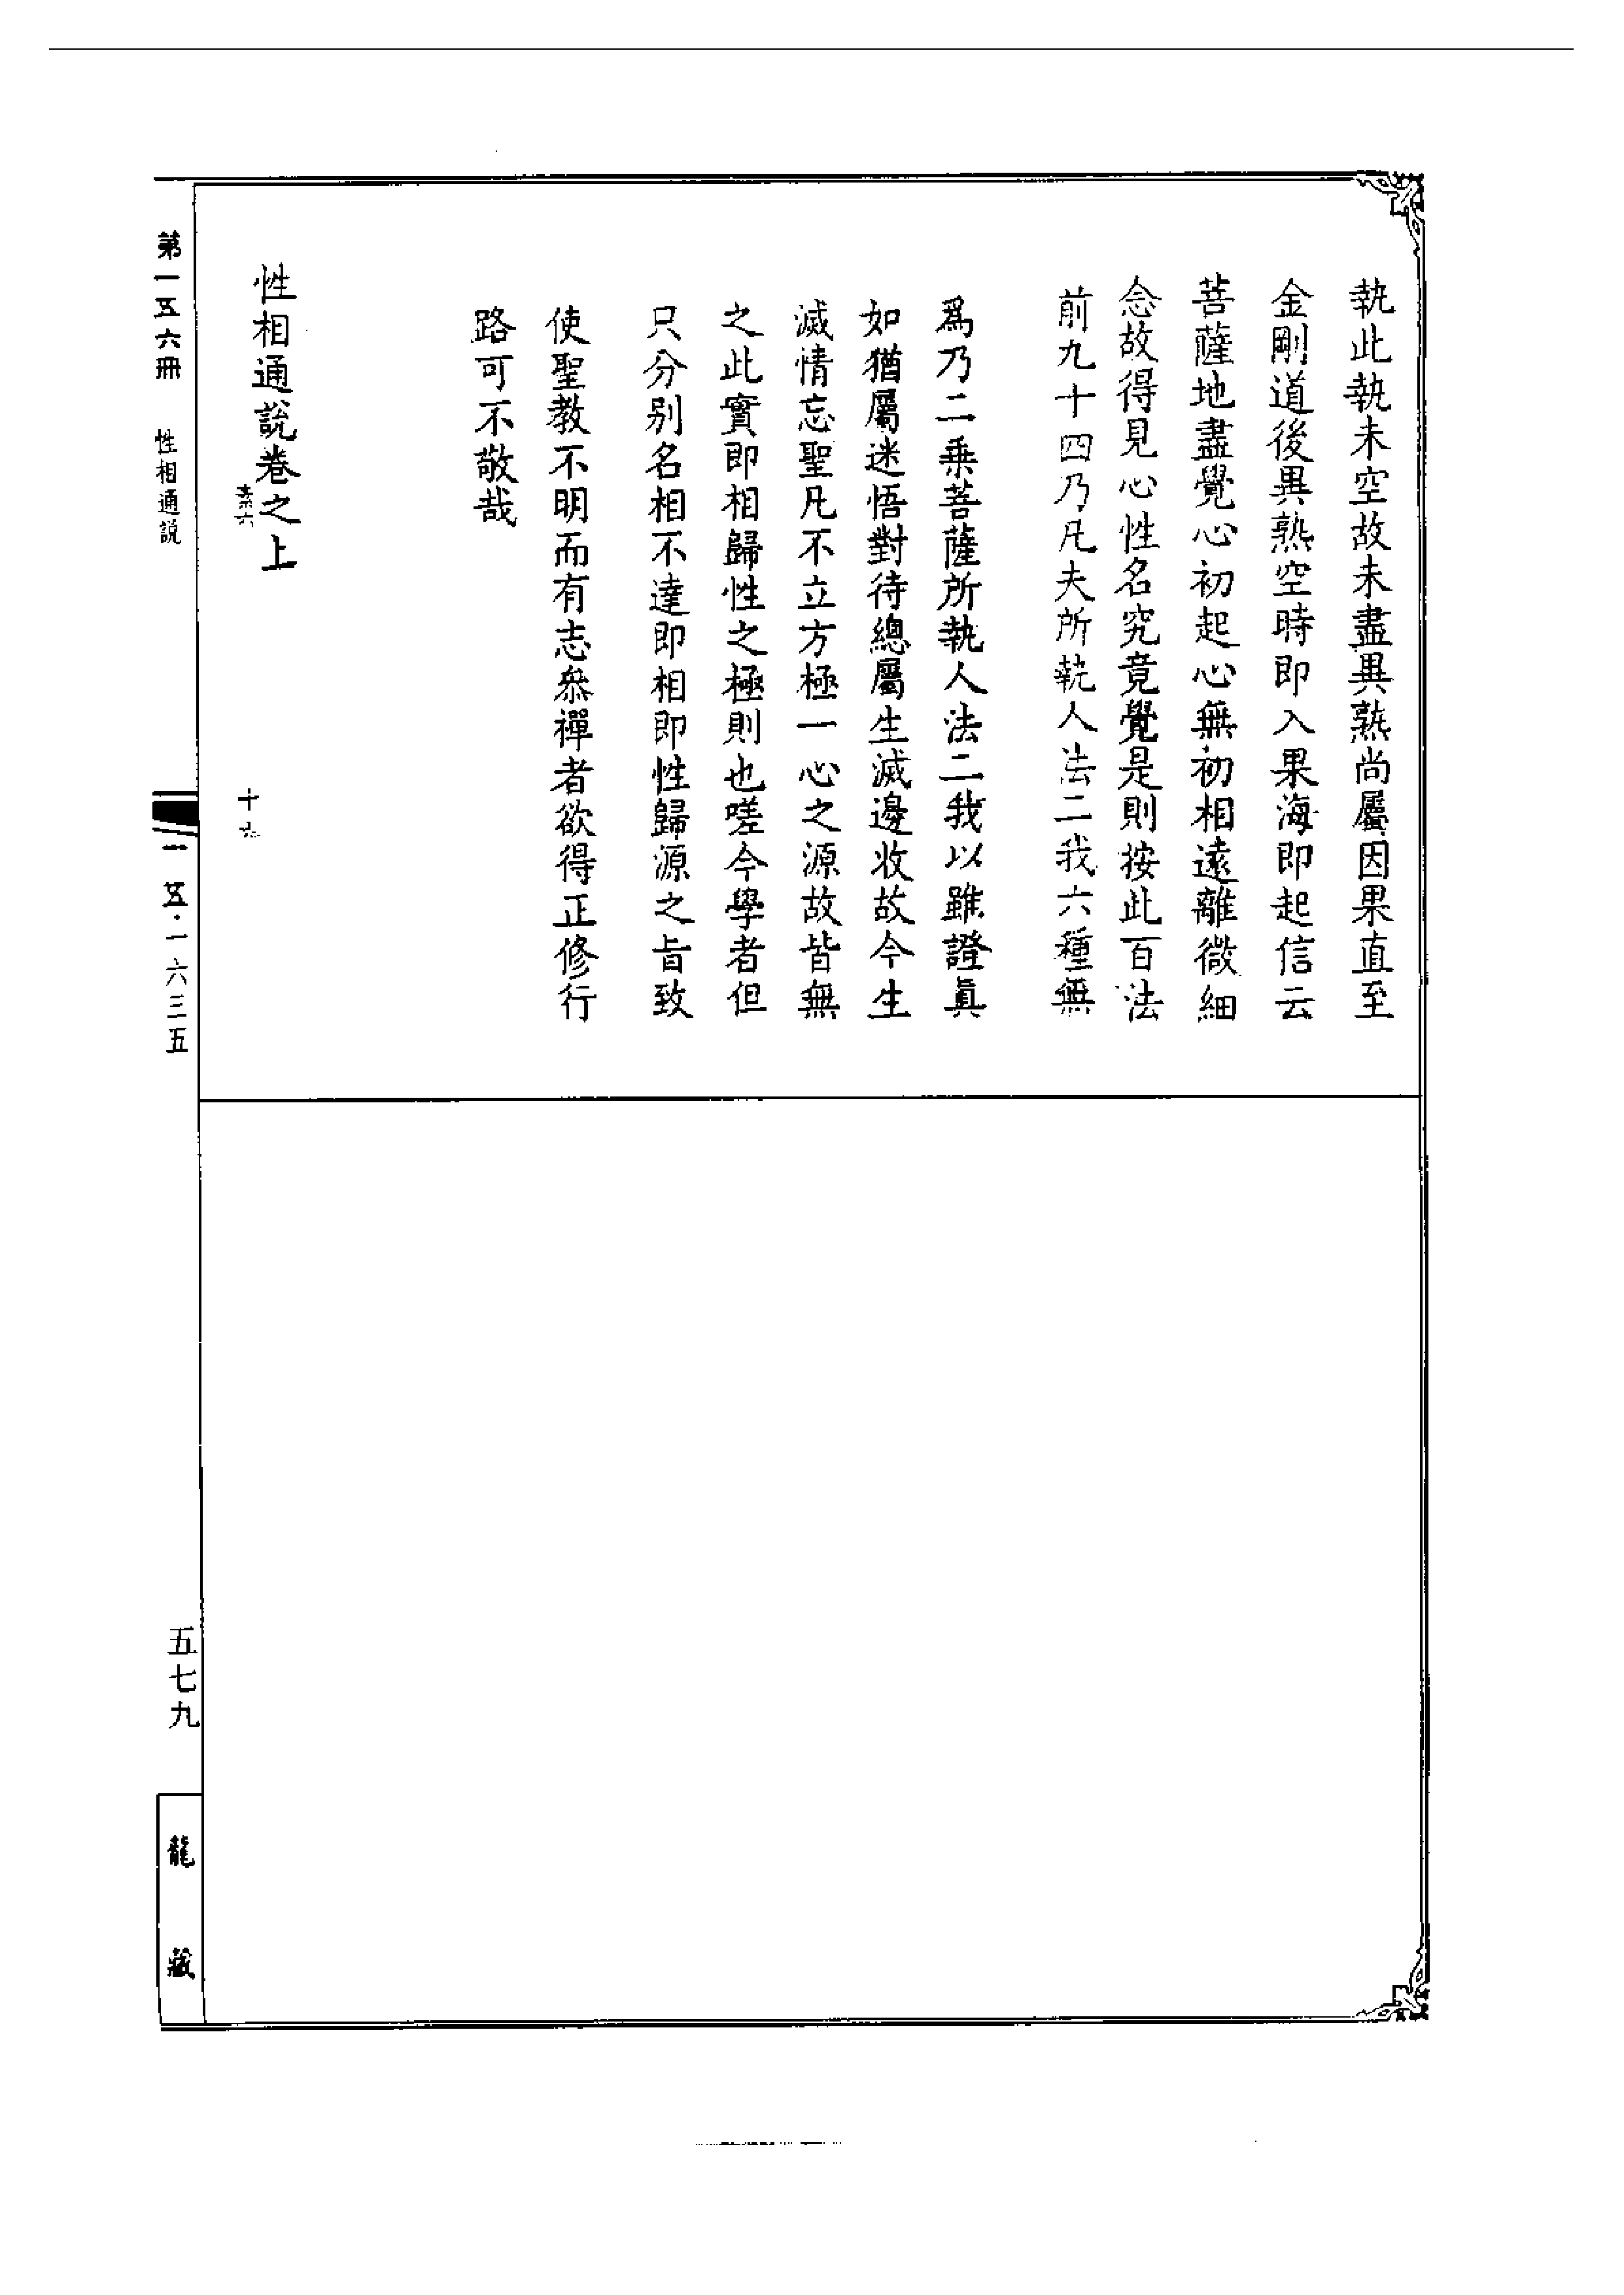 執此執未空故未盡異熟尚屬因果直至
金剛道後異熟空時即入果海即起信云
菩薩地盡覺心初起心無初相遠離微細
念故得見心性名究竟覺是則按此百法
前九十四乃凡夫所執人法二我六種無
爲乃二乘菩薩所執人法二我以雖證眞
如猶屬迷悟對待總屬生滅邊收故今生
滅情忘聖凡不立方極一心之源故皆無
之此實即相歸性之極則也嗟今學者但
只分別名相不達即相即性歸源之旨致
使聖教不明而有志叅禪者欲得正修行
路可不敬哉
性相通說卷之上
十六
第一五六冊 性相通説
一五·一六三五
五七九
龍藏